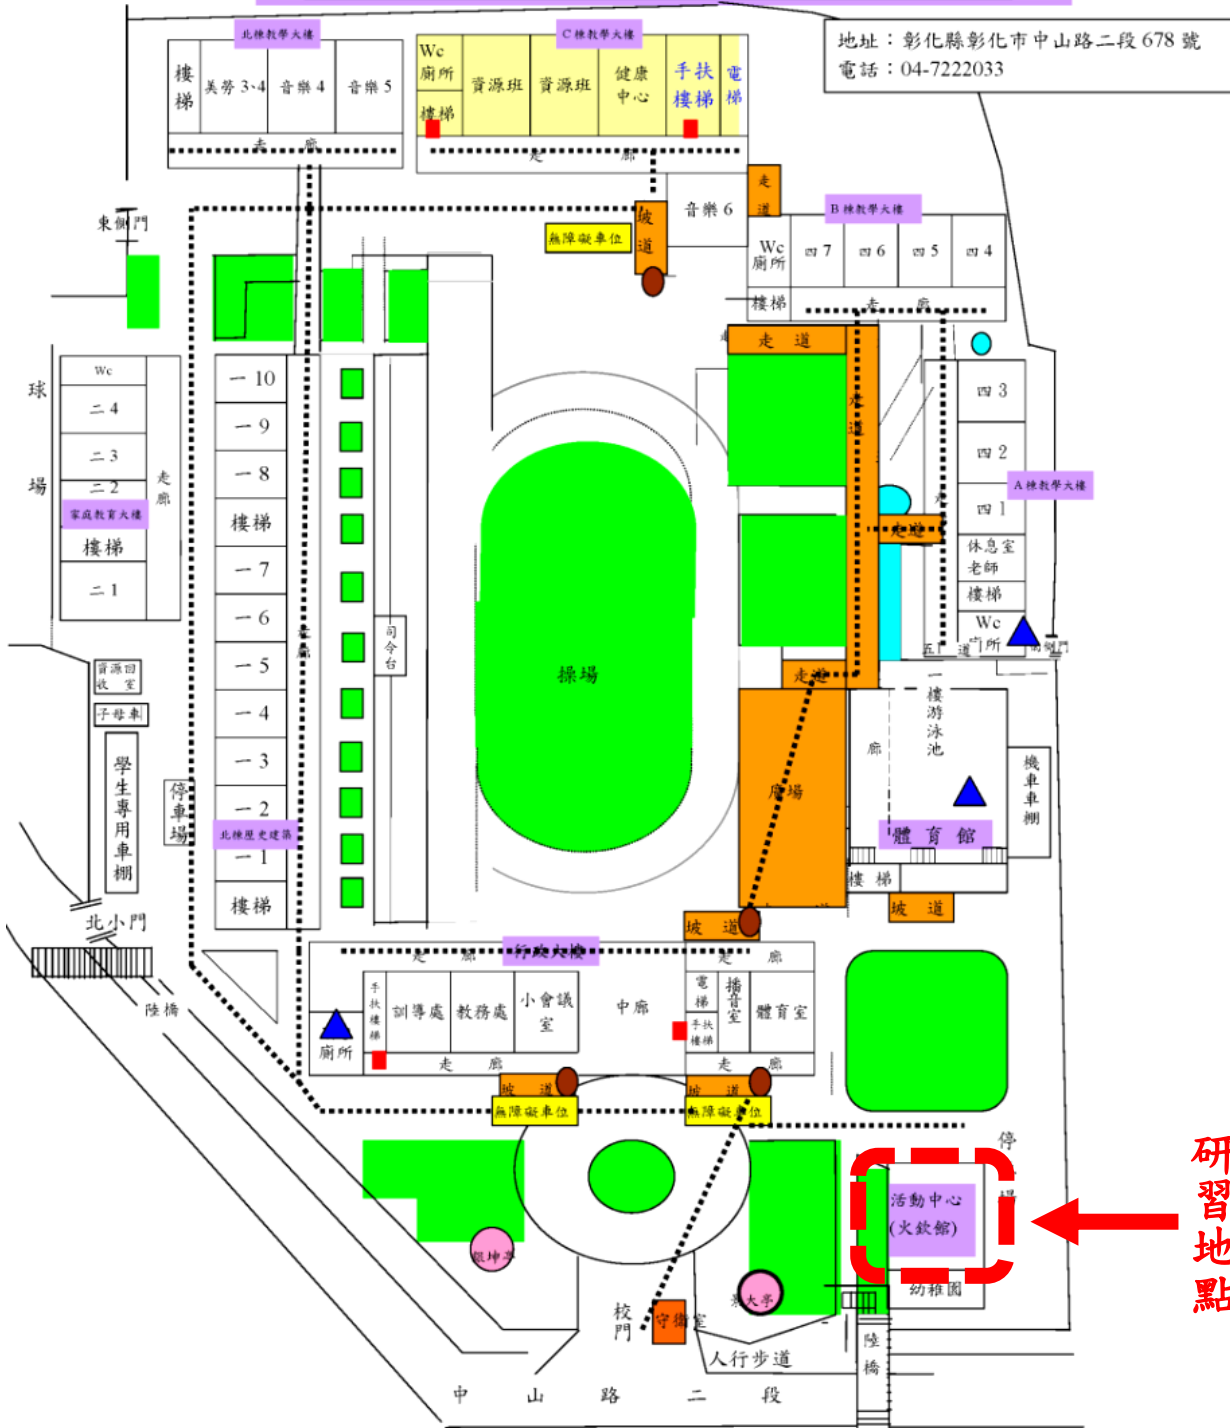 地址：彰化縣彰化市中山路二段 678 號
電話：04-7222033
北棟教學大樓
樓梯
美勞 3、4
音樂 4
音樂 5
走廊
C 棟教學大樓
Wc
廁所
樓梯
資源班
資源班
健康
中心
手扶
樓梯
電梯
走廊
音樂 6
走道
坡道
無障礙車位
東側門
B 棟教學大樓
Wc
廁所
樓梯
四 7
四 6
四 5
四 4
走廊
走道
走道
球場
Wc
二 4
二 3
二 2
家庭教育大樓
樓梯
二 1
走廊
一 10
一 9
一 8
樓梯
一 7
一 6
一 5
一 4
一 3
一 2
北棟歷史建築
一 1
樓梯
司令台
操場
四 3
四 2
A 棟教學大樓
四 1
走道
休息室
老師
樓梯
Wc
資源回
收 室
子母車
學生專用車棚
停車場
走道
一樓游泳池
廊
機車車棚
廣場
體育館
樓梯
坡道
北小門
陸橋
坡道
行政大樓
走廊
走廊
手扶樓梯
訓導處
教務處
小會議
室
中廊
電梯
手扶
樓梯
播音室
體育室
廁所
走廊
走廊
坡道
坡道
無障礙車位
無障礙車位
活動中心
(火欽館)
幼稚園
研習地點
校門
守衛室
人行步道
陸橋
中山路二段